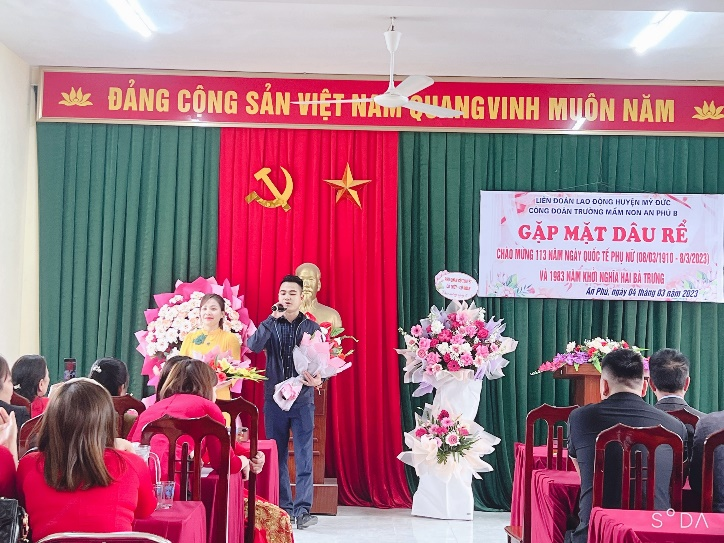 ĐẢNG CỘNG SẢN VIỆT NAM QUANG VINH MUÔN NĂM
LIÊN ĐOÀN LAO ĐỘNG HUYỆN MỸ ĐỨC
CÔNG ĐOÀN TRƯỜNG MẦM NON AN PHÚ B
GẶP MẶT DÂU RỂ
CHÀO MỪNG 113 NĂM NGÀY QUỐC TẾ PHỤ NỮ (08/03/1910 - 8/3/2023)
VÀ 1983 NĂM KHỞI NGHĨA HAI BÀ TRƯNG
An Phú, ngày 04 tháng 03 năm 2023
SODA